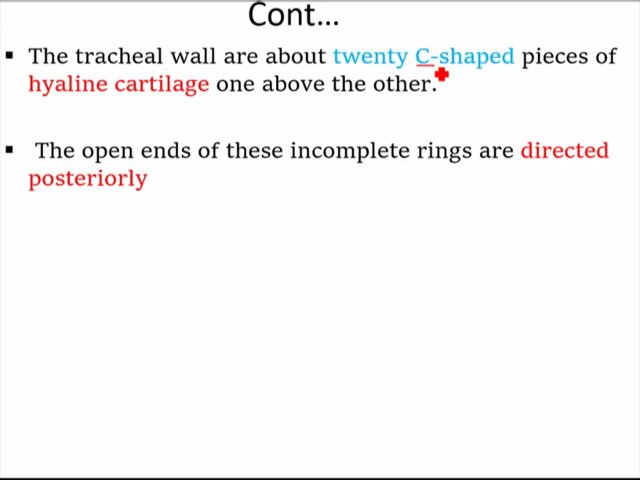 Cont...
▪ The tracheal wall are about twenty C-shaped pieces of
hyaline cartilage one above the other.
▪ The open ends of these incomplete rings are directed
posteriorly